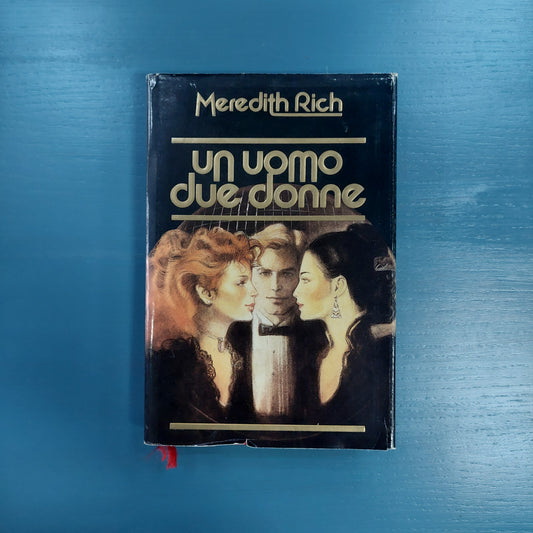 Meredith Rich
un uomo
due donne